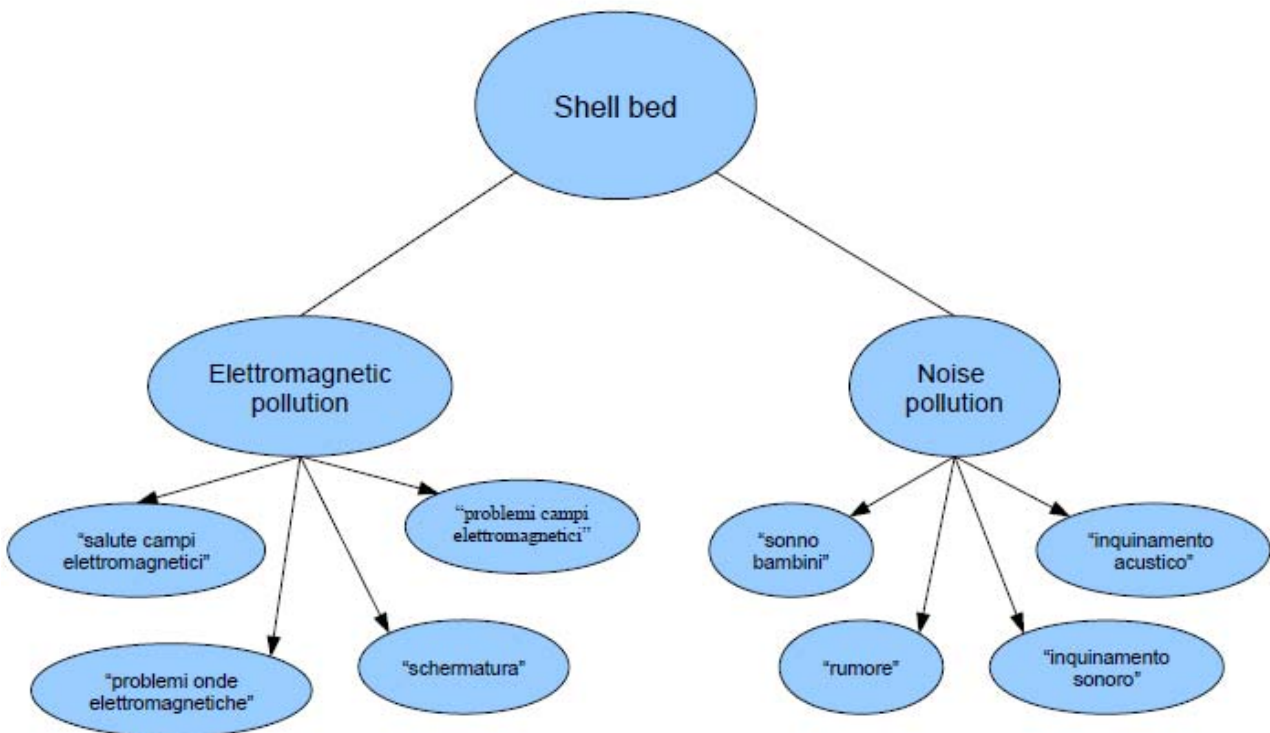 Shell bed
Elettromagnetic
pollution
Noise
pollution
“salute campi
elettromagnetici”
“problemi campi
elettromagnetici”
“sonno
bambini”
“inquinamento
acustico”
“problemi onde
elettromagnetiche”
“schermatura”
“rumore”
“inquinamento
sonoro”